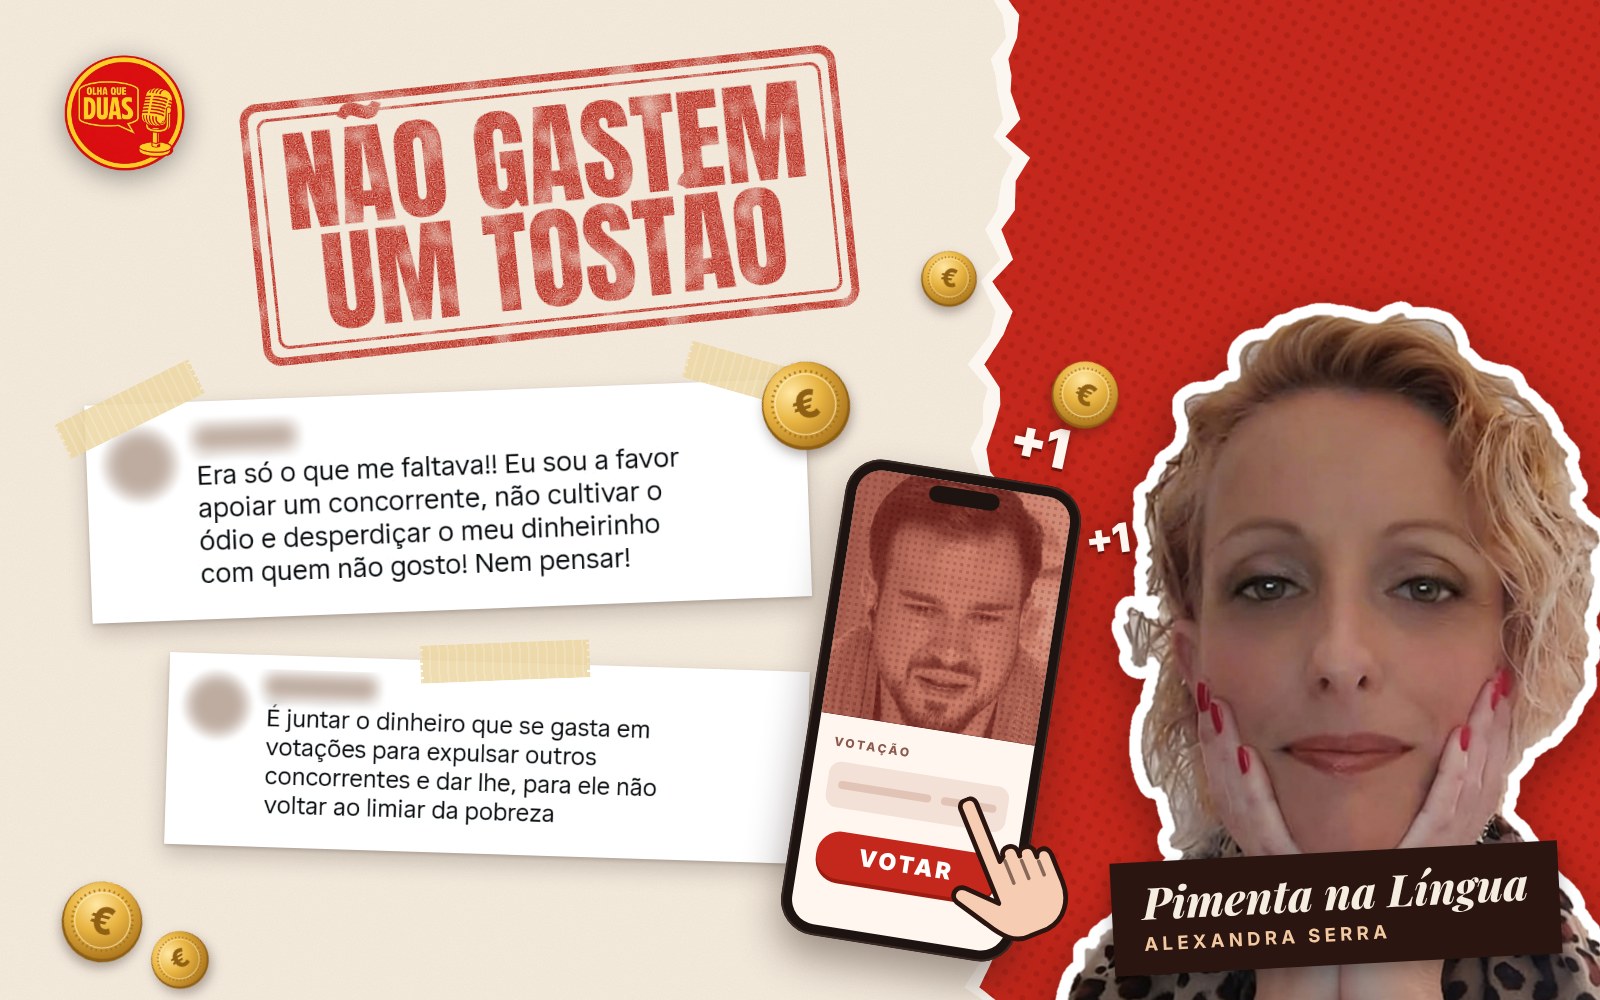 OLHA QUE
DUAS
NÃO GASTEM
UM TOSTÃO
€
€
€
Era só o que me faltava!! Eu sou a favor
apoiar um concorrente, não cultivar o
ódio e desperdiçar o meu dinheirinho
com quem não gosto! Nem pensar!
+1
+1
É juntar o dinheiro que se gasta em
votações para expulsar outros
concorrentes e dar lhe, para ele não
voltar ao limiar da pobreza
VOTAÇÃO
VOTAR
€
€
Pimenta na Língua
ALEXANDRA SERRA